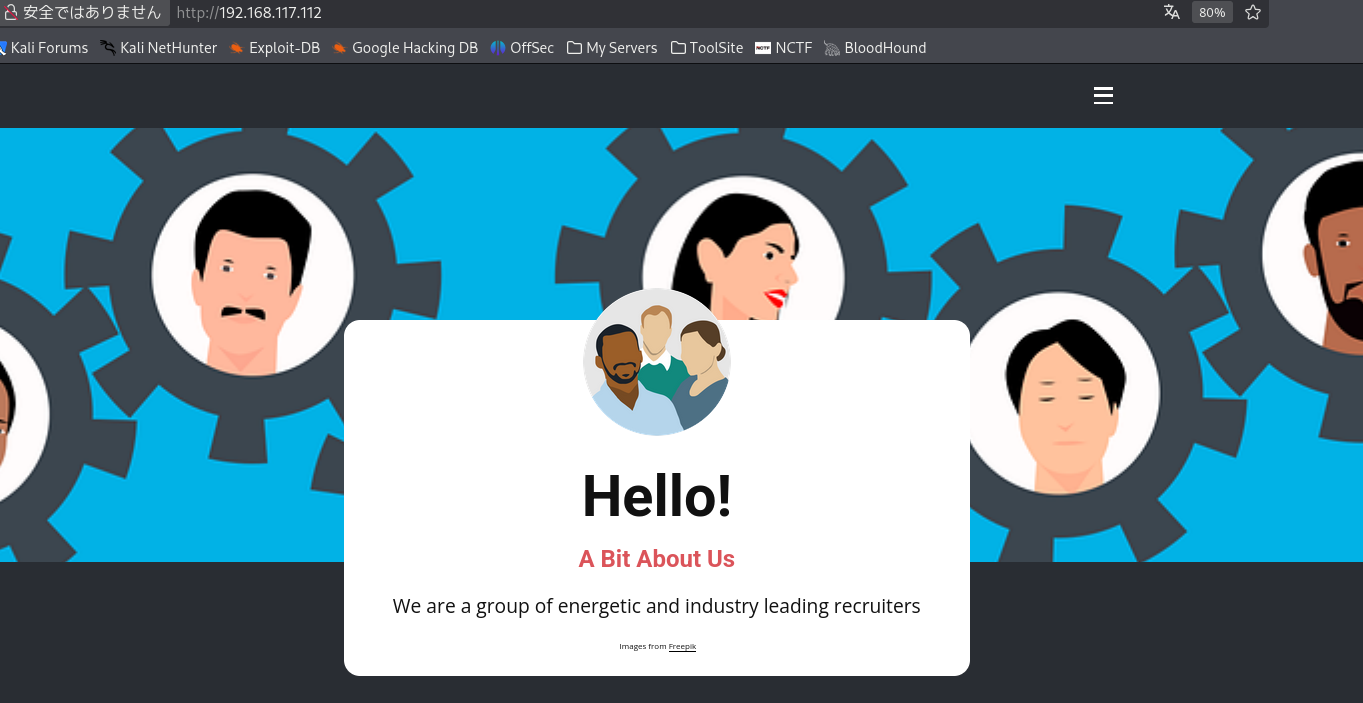 安全ではありません http://192.168.117.112 80%
Kali Forums Kali NetHunter Exploit-DB Google Hacking DB OffSec My Servers ToolSite NCTF NCTF BloodHound
Hello!
A Bit About Us
We are a group of energetic and industry leading recruiters
Images from Freepik